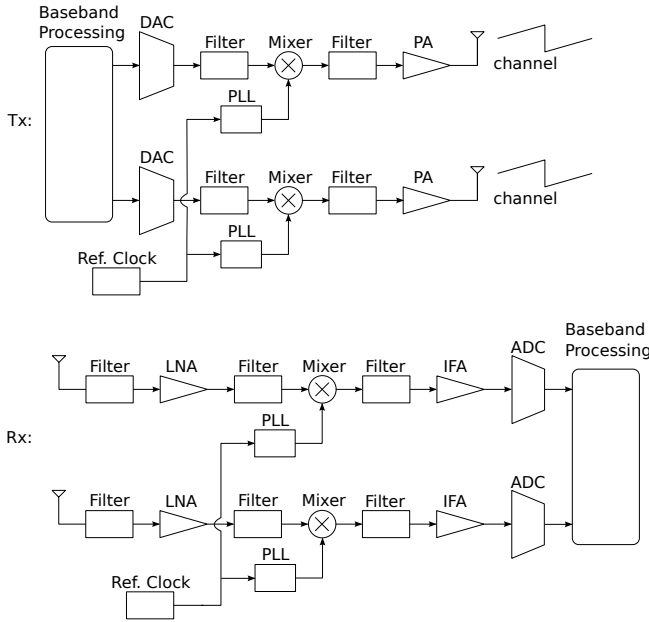 Baseband
Processing
DAC
Filter
Mixer
Filter
PA
channel
PLL
Tx:
DAC
Filter
Mixer
Filter
PA
channel
PLL
Ref. Clock
Baseband
Processing
Filter
LNA
Filter
Mixer
Filter
IFA
ADC
PLL
Rx:
Filter
LNA
Filter
Mixer
Filter
IFA
ADC
PLL
Ref. Clock